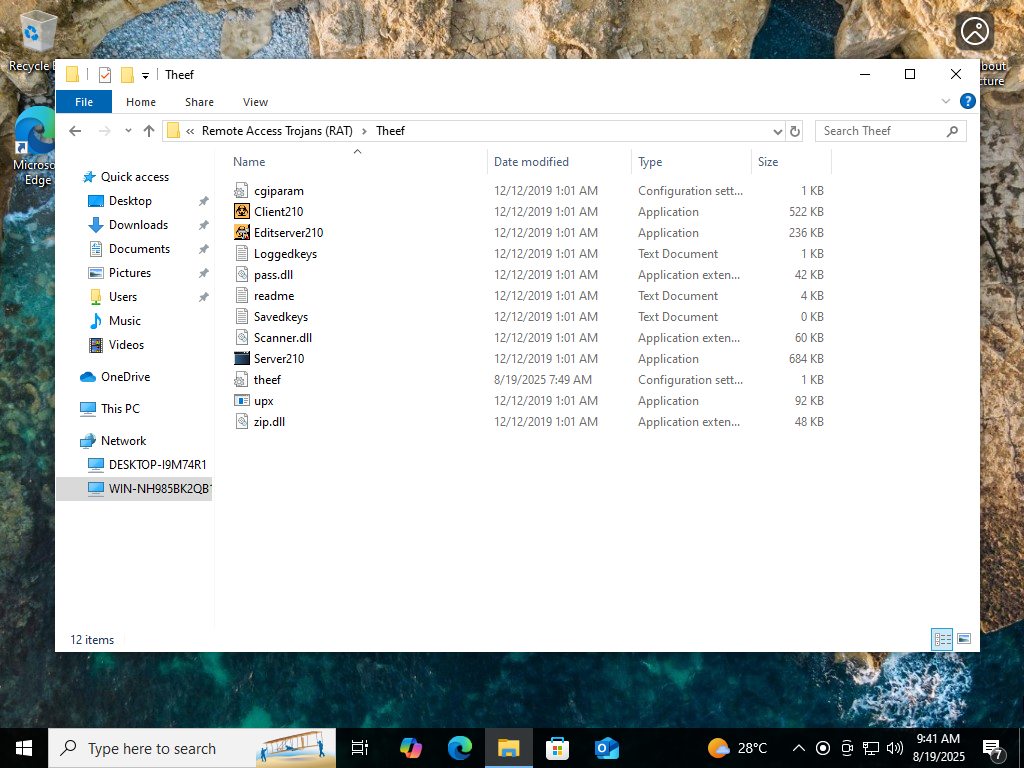 Recycle
bout
cture
Microso
Edge
Theef
File
Home
Share
View
?
«
Remote Access Trojans (RAT)
Theef
Search Theef
Name
Date modified
Type
Size
Quick access
Desktop
Downloads
Documents
Pictures
Users
Music
Videos
OneDrive
This PC
Network
DESKTOP-I9M74R1
WIN-NH985BK2QB1
cgiparam 12/12/2019 1:01 AM Configuration sett... 1 KB
Client210 12/12/2019 1:01 AM Application 522 KB
Editserver210 12/12/2019 1:01 AM Application 236 KB
Loggedkeys 12/12/2019 1:01 AM Text Document 1 KB
pass.dll 12/12/2019 1:01 AM Application exten... 42 KB
readme 12/12/2019 1:01 AM Text Document 4 KB
Savedkeys 12/12/2019 1:01 AM Text Document 0 KB
Scanner.dll 12/12/2019 1:01 AM Application exten... 60 KB
Server210 12/12/2019 1:01 AM Application 684 KB
theef 8/19/2025 7:49 AM Configuration sett... 1 KB
upx 12/12/2019 1:01 AM Application 92 KB
zip.dll 12/12/2019 1:01 AM Application exten... 48 KB
12 items
Type here to search
28°C
9:41 AM
8/19/2025
7